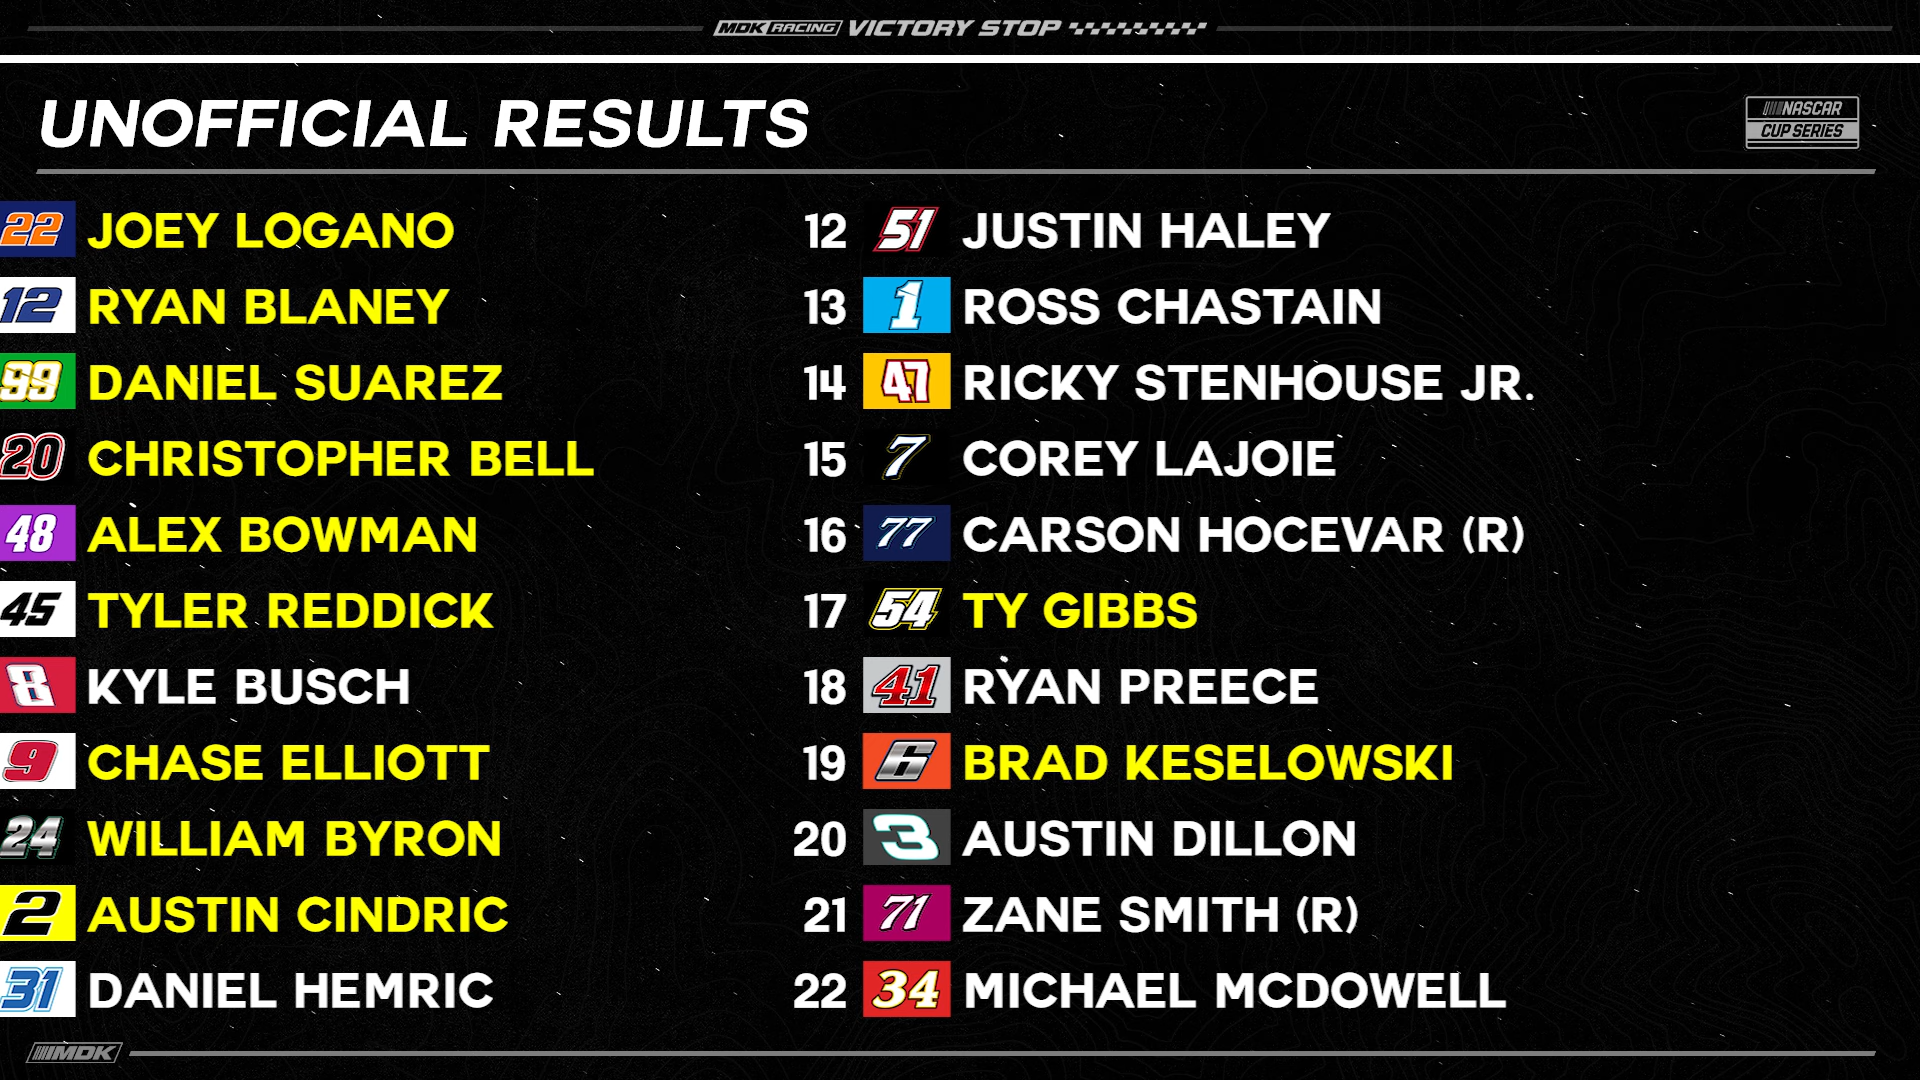 MDK RACING VICTORY STOP
UNOFFICIAL RESULTS
NASCAR
CUP SERIES
22 JOEY LOGANO
12 RYAN BLANEY
99 DANIEL SUAREZ
20 CHRISTOPHER BELL
48 ALEX BOWMAN
45 TYLER REDDICK
8 KYLE BUSCH
9 CHASE ELLIOTT
24 WILLIAM BYRON
2 AUSTIN CINDRIC
31 DANIEL HEMRIC
12 51 JUSTIN HALEY
13 1 ROSS CHASTAIN
14 47 RICKY STENHOUSE JR.
15 7 COREY LAJOIE
16 77 CARSON HOCEVAR (R)
17 54 TY GIBBS
18 41 RYAN PREECE
19 6 BRAD KESELOWSKI
20 3 AUSTIN DILLON
21 71 ZANE SMITH (R)
22 34 MICHAEL MCDOWELL
MDK